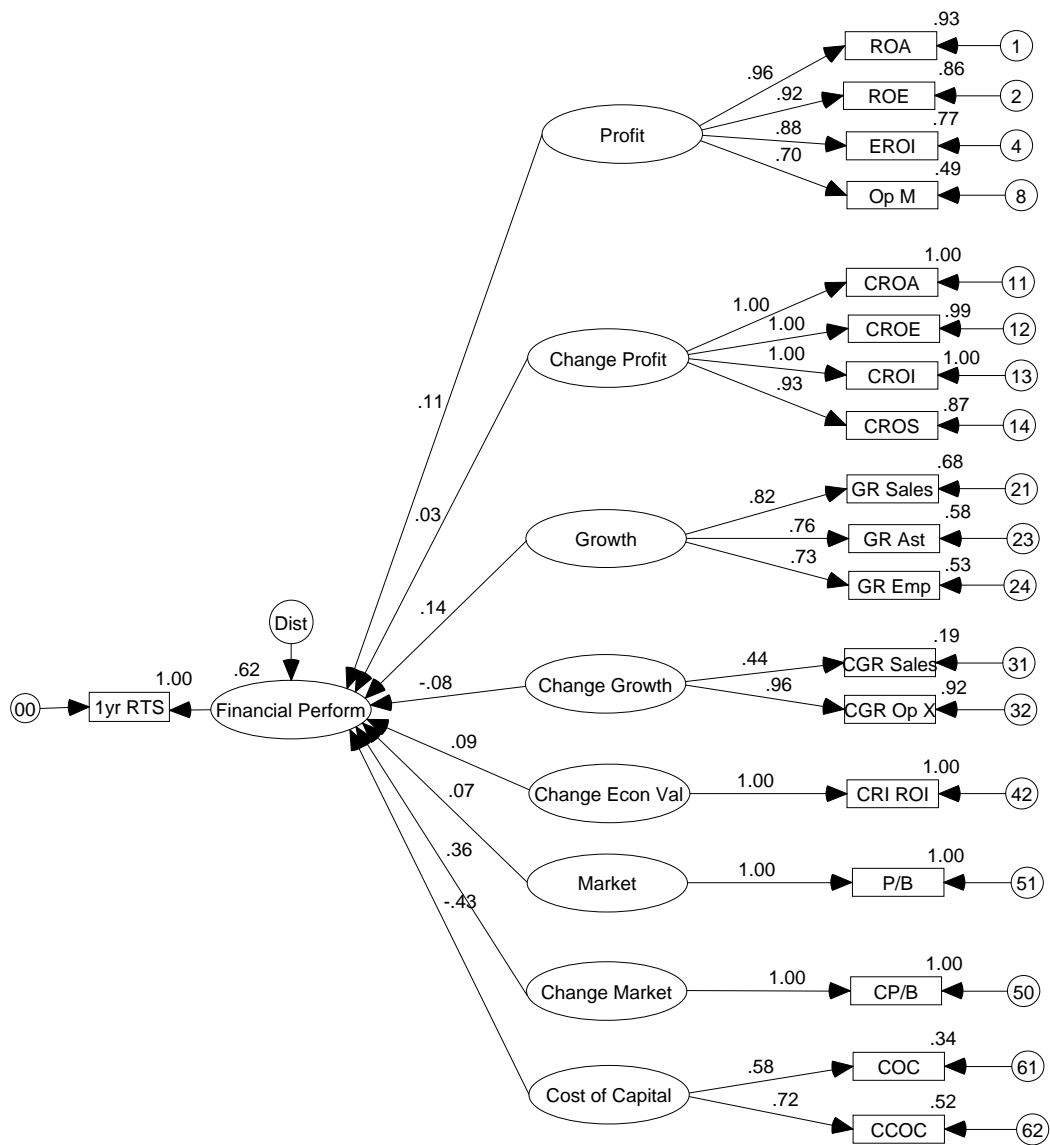 .93
ROA
1
.96
.86
ROE
2
.92
Profit
.77
EROI
4
.88
.70
.49
Op M
8
1.00
CROA
11
1.00
.99
CROE
12
1.00
Change Profit
1.00
CROI
13
1.00
.93
.87
CROS
14
.11
.03
.68
GR Sales
21
.82
.58
GR Ast
23
.76
Growth
.73
.53
GR Emp
24
.14
Dist
.62
-.08
.19
CGR Sales
31
.44
Change Growth
.96
.92
CGR Op X
32
00
1yr RTS
1.00
Financial Perform
.09
Change Econ Val
1.00
1.00
CRI ROI
42
.07
Market
1.00
1.00
P/B
51
.36
-.43
Change Market
1.00
1.00
CP/B
50
.34
COC
61
.58
Cost of Capital
.72
.52
CCOC
62